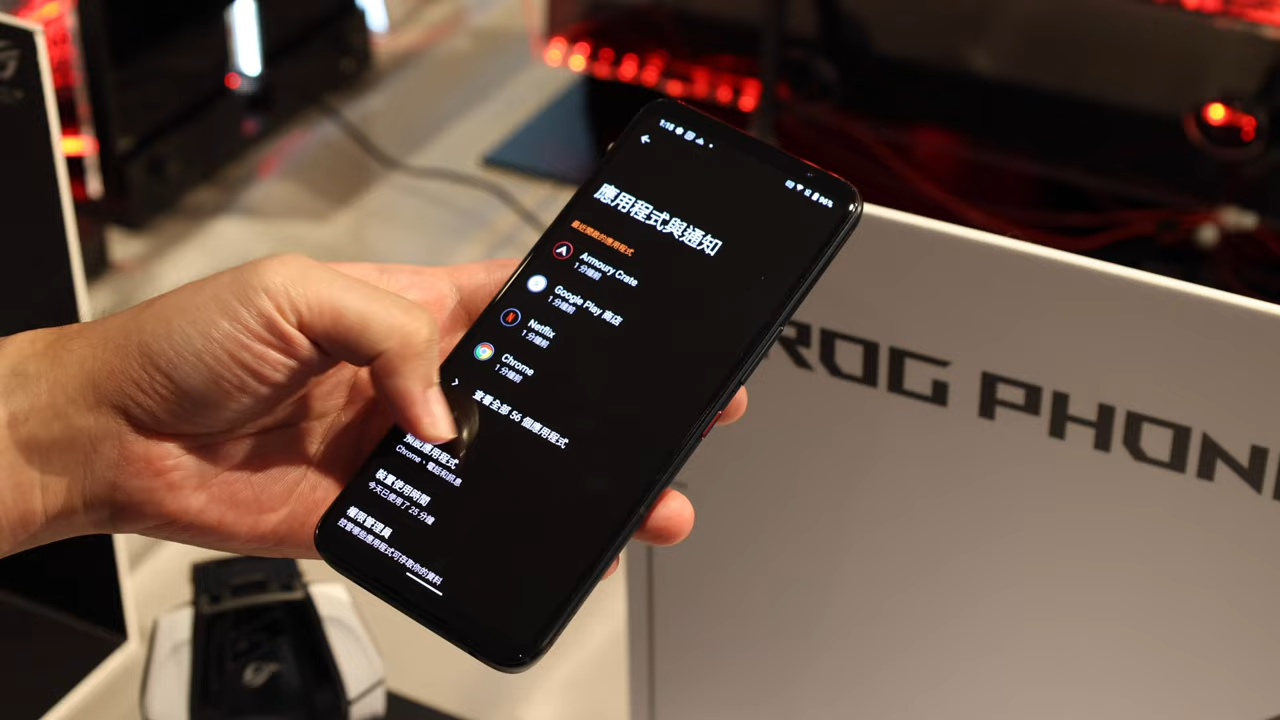 1:15
96%
應用程式與通知
最近開啟的應用程式
Armoury Crate
1 分鐘前
Google Play 商店
1 分鐘前
Netflix
1 分鐘前
Chrome
1 分鐘前
查看全部 56 個應用程式
預設應用程式
Chrome、電話和訊息
裝置使用時間
今天已使用了 25 分鐘
權限管理員
控管哪些應用程式可存取你的資料
ROG PHON